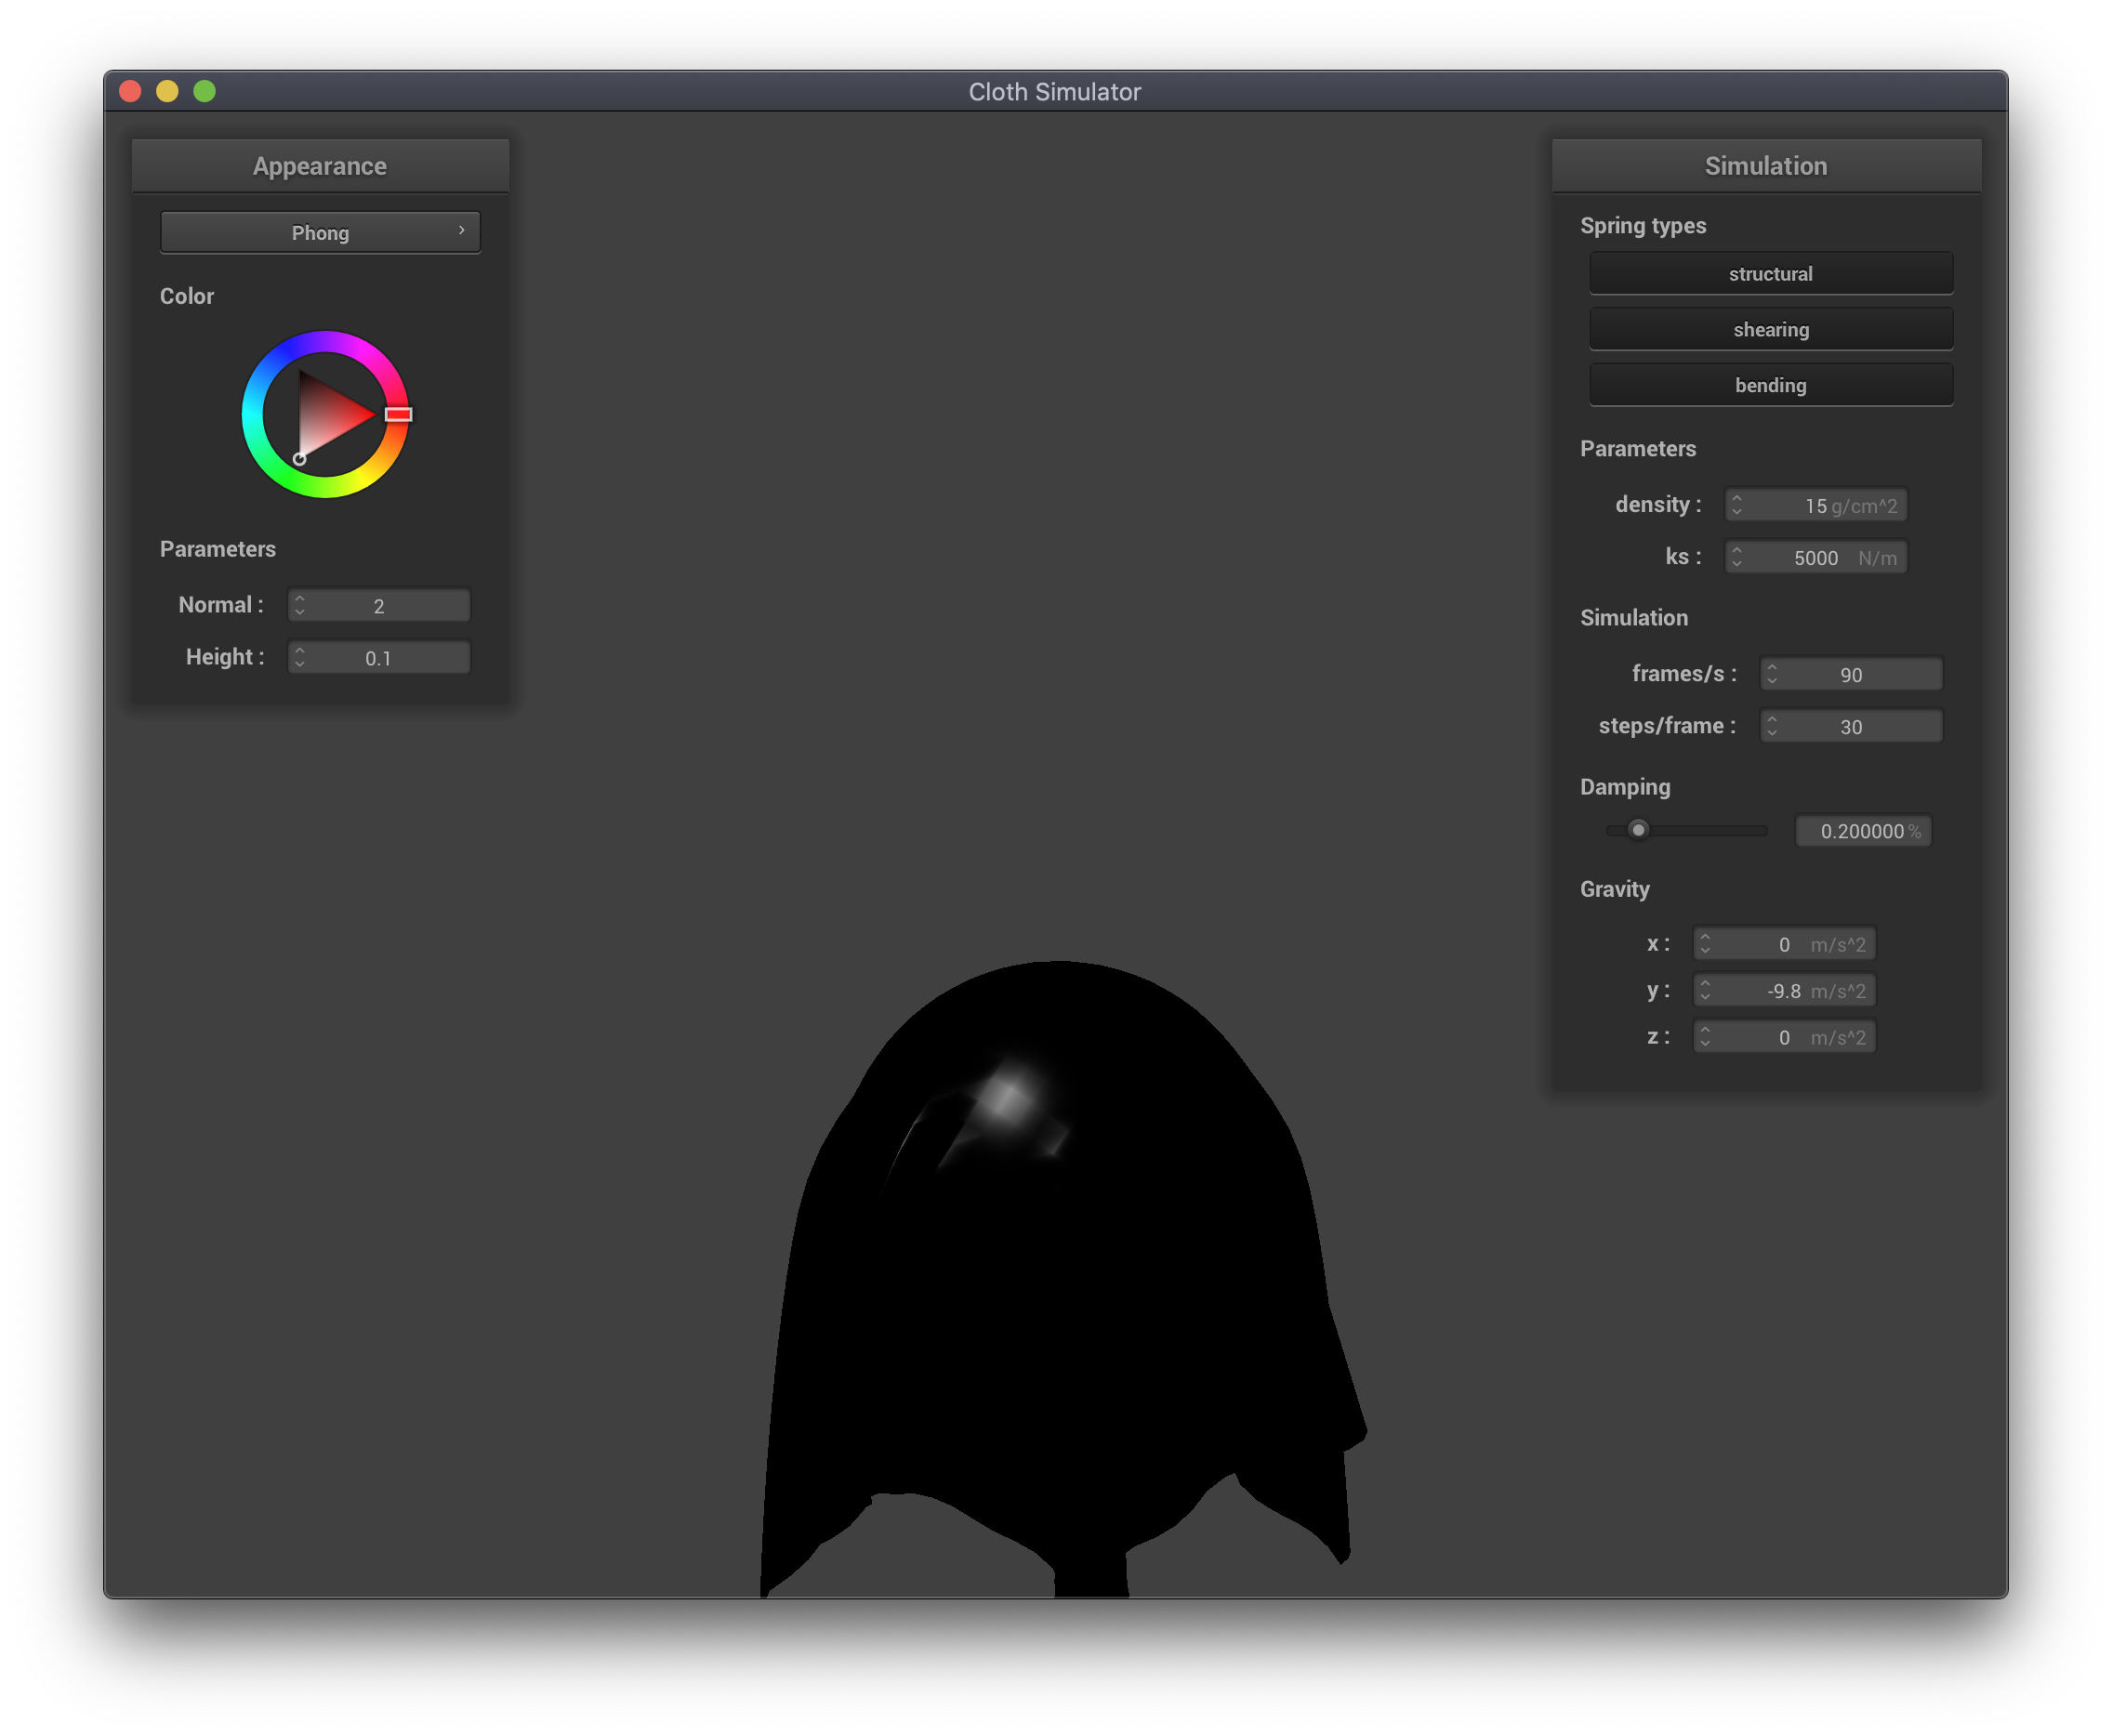 Cloth Simulator
Appearance
Phong
Color
Parameters
Normal : 2
Height : 0.1
Simulation
Spring types
structural
shearing
bending
Parameters
density : 15 g/cm^2
ks : 5000 N/m
Simulation
frames/s : 90
steps/frame : 30
Damping
0.200000 %
Gravity
x : 0 m/s^2
y : -9.8 m/s^2
z : 0 m/s^2